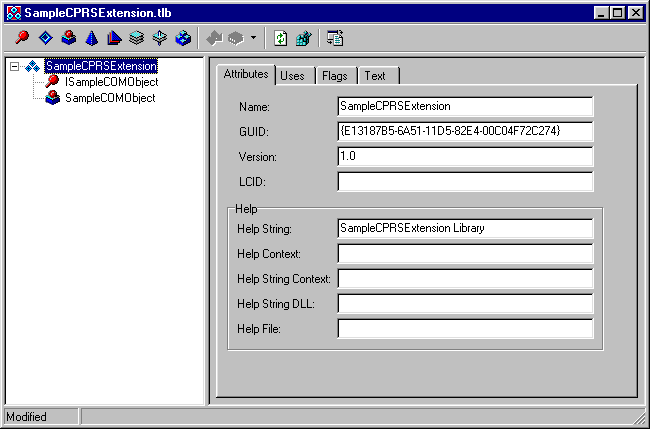 SampleCPRSExtension.tlb
SampleCPRSExtension
ISampleCOMObject
SampleCOMObject
Attributes Uses Flags Text
Name: SampleCPRSExtension
GUID: {E13187B5-6A51-11D5-82E4-00C04F72C274}
Version: 1.0
LCID:
Help
Help String: SampleCPRSExtension Library
Help Context:
Help String Context:
Help String DLL:
Help File:
Modified